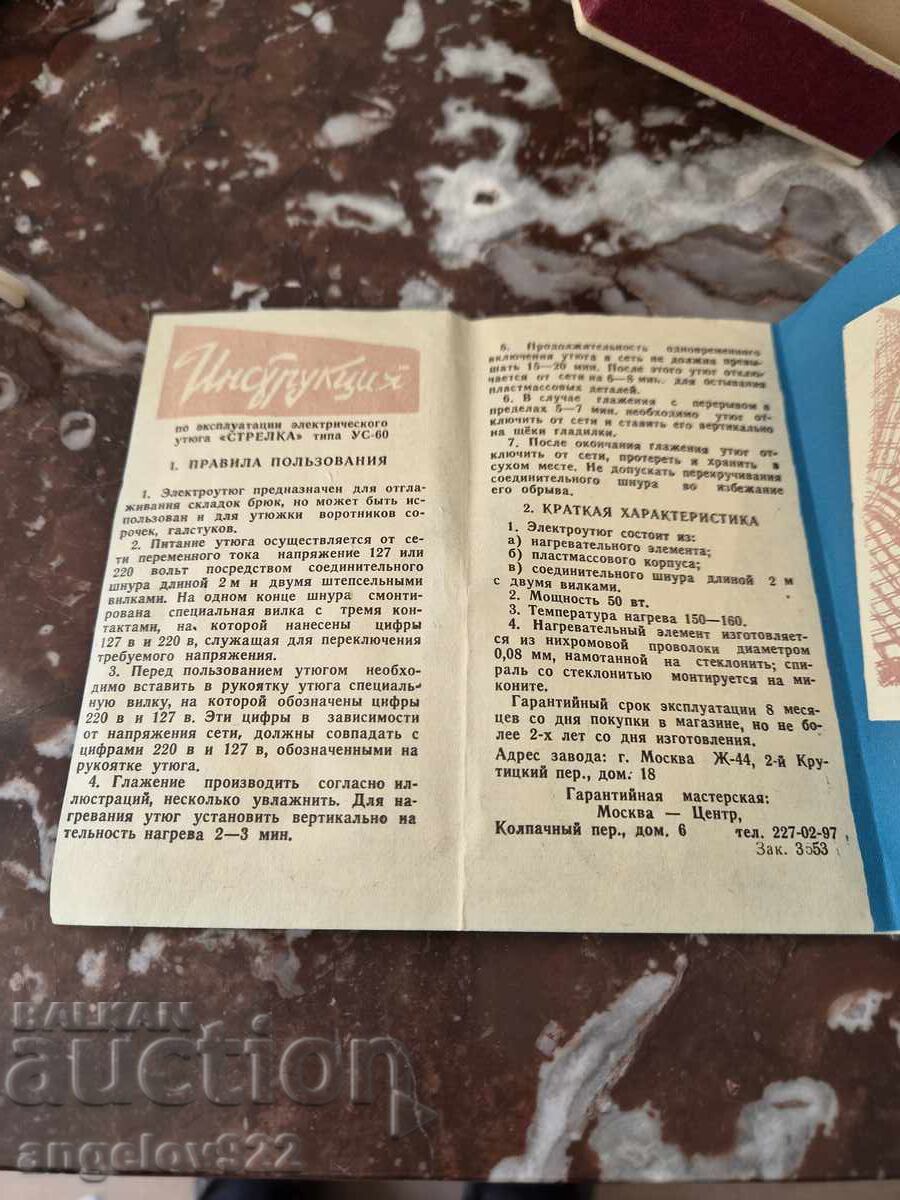 Инструкция
по эксплуатации электрического
утюга «СТРЕЛКА» типа УС-60
1. ПРАВИЛА ПОЛЬЗОВАНИЯ
1. Электроутюг предназначен для отгла-
живания складок брюк, но может быть ис-
пользован и для утюжки воротников со-
рочек, галстуков.
2. Питание утюга осуществляется от се-
ти переменного тока напряжение 127 или
220 вольт посредством соединительного
шнура длиной 2 м и двумя штепсельными
вилками. На одном конце шнура смонти-
рована специальная вилка с тремя кон-
тактами, на которой нанесены цифры
127 в и 220 в, служащая для переключения
требуемого напряжения.
3. Перед пользованием утюгом необхо-
димо вставить в рукоятку утюга специаль-
ную вилку, на которой обозначены цифры
220 в и 127 в. Эти цифры в зависимости
от напряжения сети, должны совпадать с
цифрами 220 в и 127 в, обозначенными на
рукоятке утюга.
4. Глажение производить согласно ил-
люстраций, несколько увлажнить. Для на-
гревания утюг установить вертикально на
тельность нагрева 2—3 мин.
5. Продолжительность одновременного
включения утюга в сеть не должна превы-
шать 15—20 мин. После этого утюг отклю-
чается от сети на 6—8 мин. для остывания
пластмассовых деталей.
6. В случае глажения с перерывом в
пределах 5—7 мин. необходимо утюг от-
ключить от сети и ставить его вертикально
на щёки гладилки.
7. После окончания глажения утюг от-
ключить от сети, протереть и хранить в
сухом месте. Не допускать перекручивания
соединительного шнура во избежание
его обрыва.
2. КРАТКАЯ ХАРАКТЕРИСТИКА
1. Электроутюг состоит из:
а) нагревательного элемента;
б) пластмассового корпуса;
в) соединительного шнура длиной 2 м
с двумя вилками.
2. Мощность 50 вт.
3. Температура нагрева 150—160.
4. Нагревательный элемент изготовляет-
ся из нихромовой проволоки диаметром
0,08 мм, намотанной на стеклонить; спи-
раль со стеклонитью монтируется на ми-
каните.
Гарантийный срок эксплуатации 8 меся-
цев со дня покупки в магазине, но не бо-
лее 2-х лет со дня изготовления.
Адрес завода: г. Москва Ж-44, 2-й Кру-
тицкий пер., дом. 18
Гарантийная мастерская:
Москва — Центр,
Колпачный пер., дом. 6 тел. 227-02-97
Зак. 3553
BALKAN
auction
angelov922